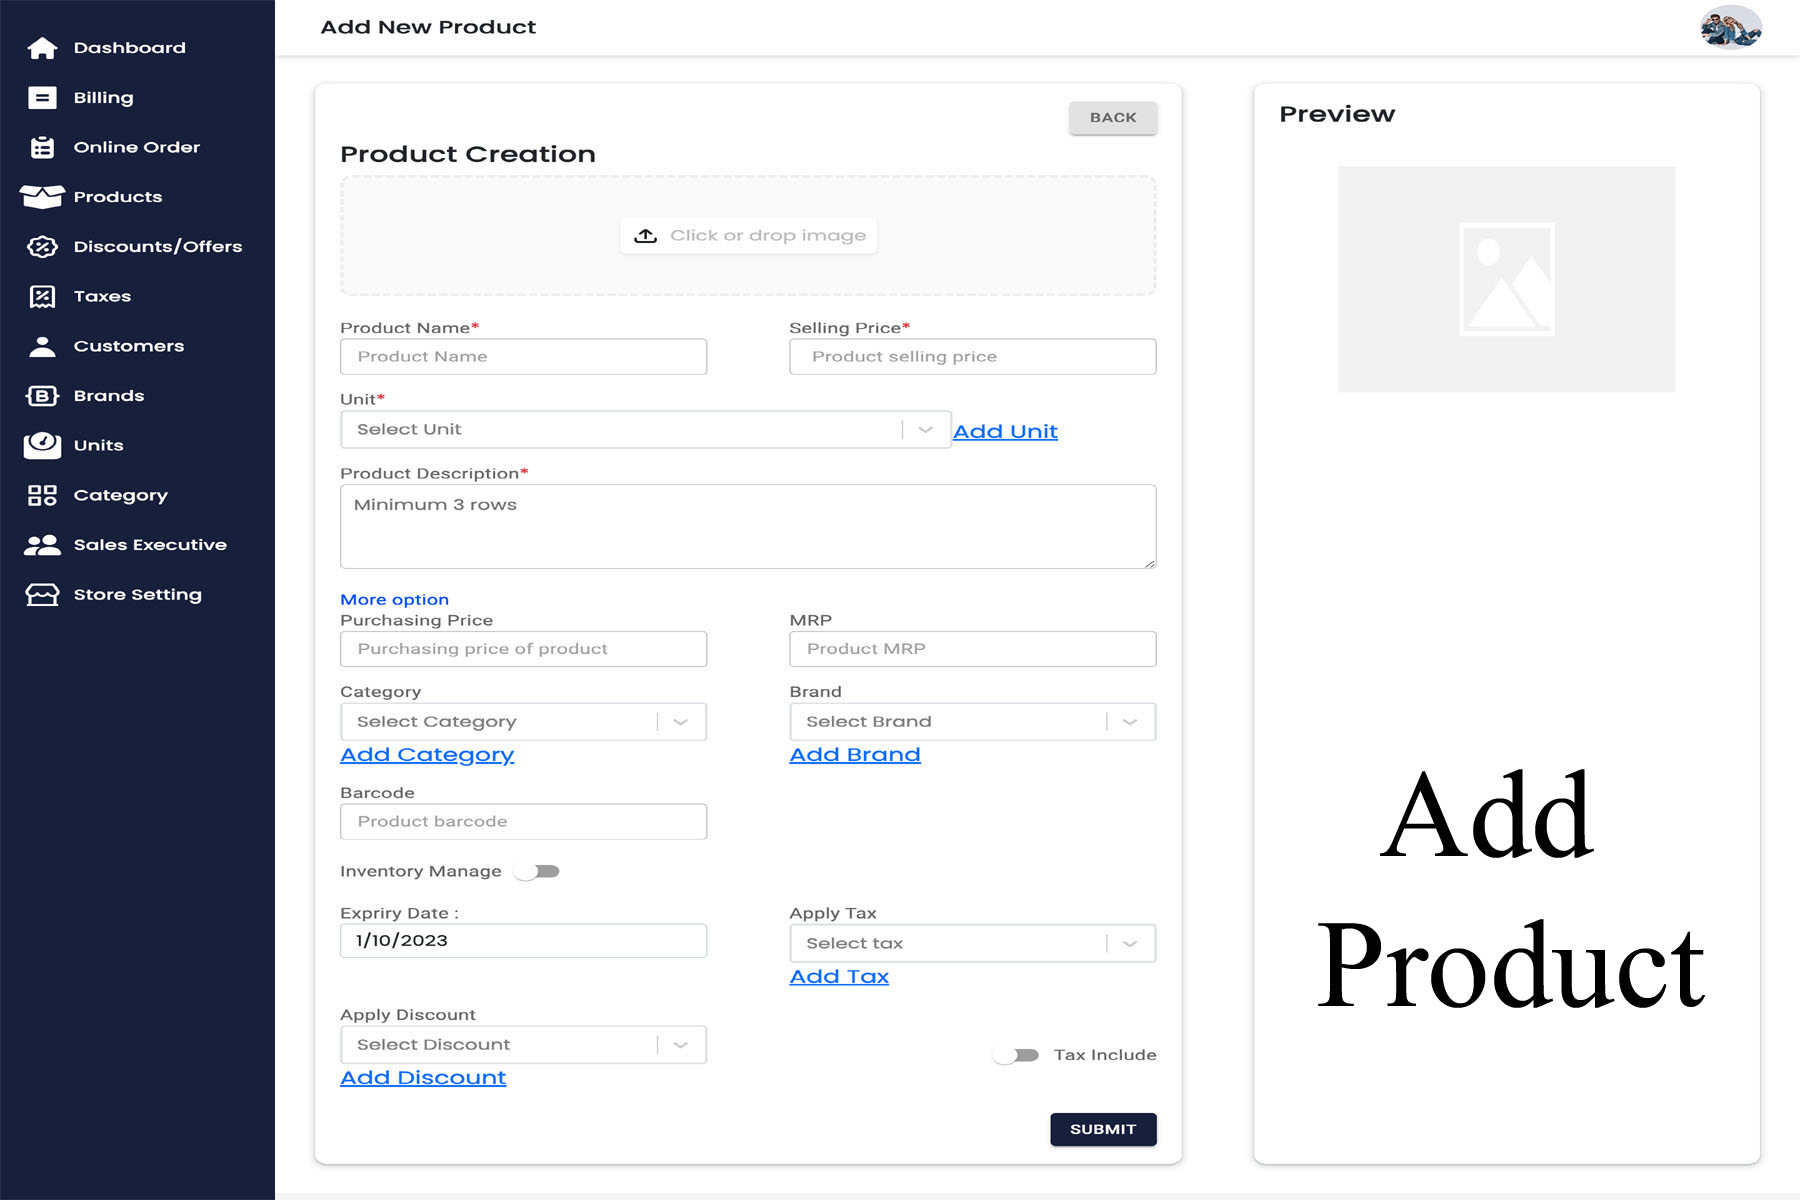 Dashboard
Billing
Online Order
Products
Discounts/Offers
Taxes
Customers
Brands
Units
Category
Sales Executive
Store Setting
Add New Product
BACK
Product Creation
Click or drop image
Product Name* Selling Price*
Product Name Product selling price
Unit*
Select Unit Add Unit
Product Description*
Minimum 3 rows
More option
Purchasing Price MRP
Purchasing price of product Product MRP
Category Brand
Select Category Select Brand
Add Category Add Brand
Barcode
Product barcode
Inventory Manage
Expriry Date : Apply Tax
1/10/2023 Select tax
Add Tax
Apply Discount
Select Discount
Tax Include
Add Discount
SUBMIT
Preview
Add
Product